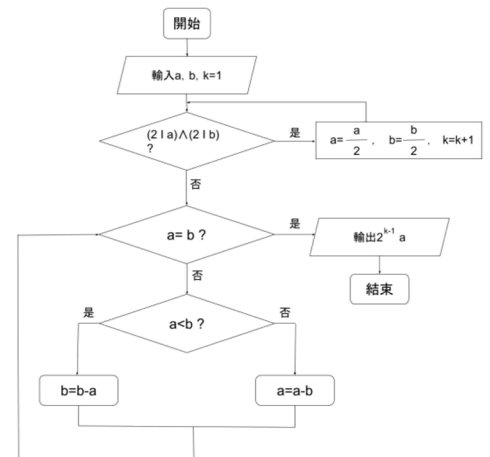 開始
輸入a, b, k=1
(2 l a)∧(2 l b)
?
是
a= a/2 , b= b/2 , k=k+1
否
a= b ?
是
輸出2^k-1 a
否
結束
是
a<b ?
否
b=b-a
a=a-b